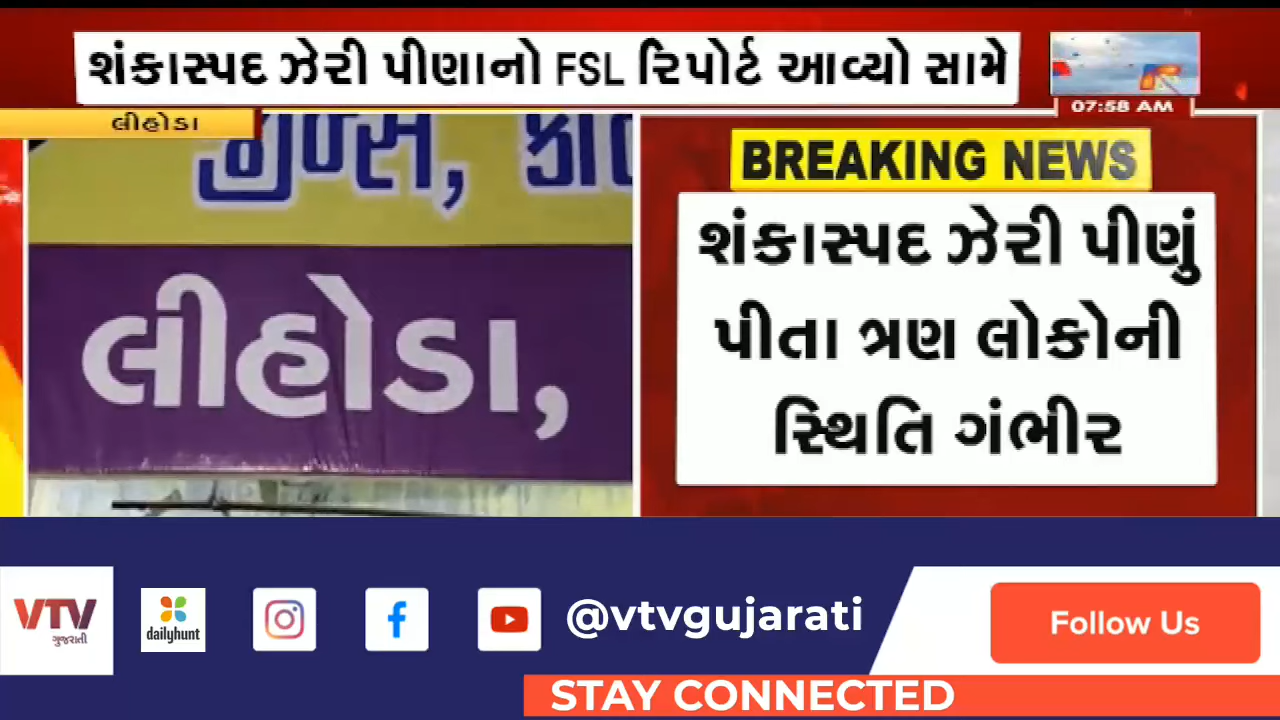 શંકાસ્પદ ઝેરી પીણાનો FSL રિપોર્ટ આવ્યો સામે
07:58 AM
લીહોડા
જીન્સ,
લીહોડા,
BREAKING NEWS
શંકાસ્પદ ઝેરી પીણું
પીતા ત્રણ લોકોની
સ્થિતિ ગંભીર
VTV
ગુજરાતી
dailyhunt
@vtvgujarati
Follow Us
STAY CONNECTED